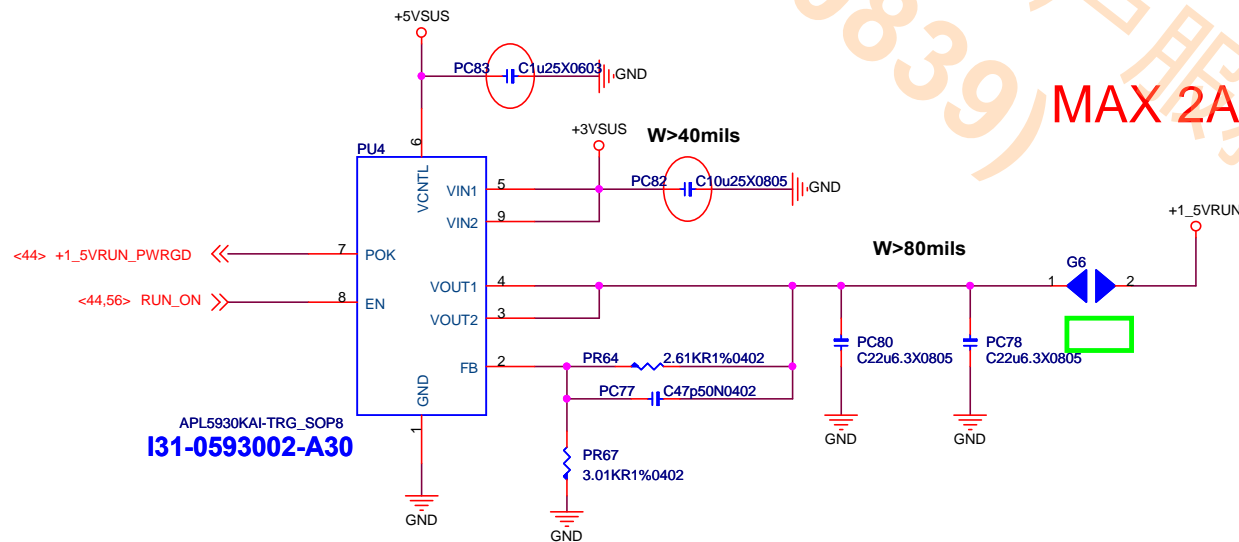 +5VSUS
PC83
C1u25X0603
GND
MAX 2A
+3VSUS
W>40mils
PU4
6
VCNTL
VIN1
5
PC82
C10u25X0805
GND
VIN2
9
+1_5VRUN
<44> +1_5VRUN_PWRGD
7
POK
W>80mils
<44,56> RUN_ON
8
EN
VOUT1
4
1
G6
2
VOUT2
3
PC80
C22u6.3X0805
PC78
C22u6.3X0805
FB
2
PR64
2.61KR1%0402
PC77
C47p50N0402
GND
1
APL5930KAI-TRG_SOP8
I31-0593002-A30
GND
GND
PR67
3.01KR1%0402
GND
GND
839)
户服